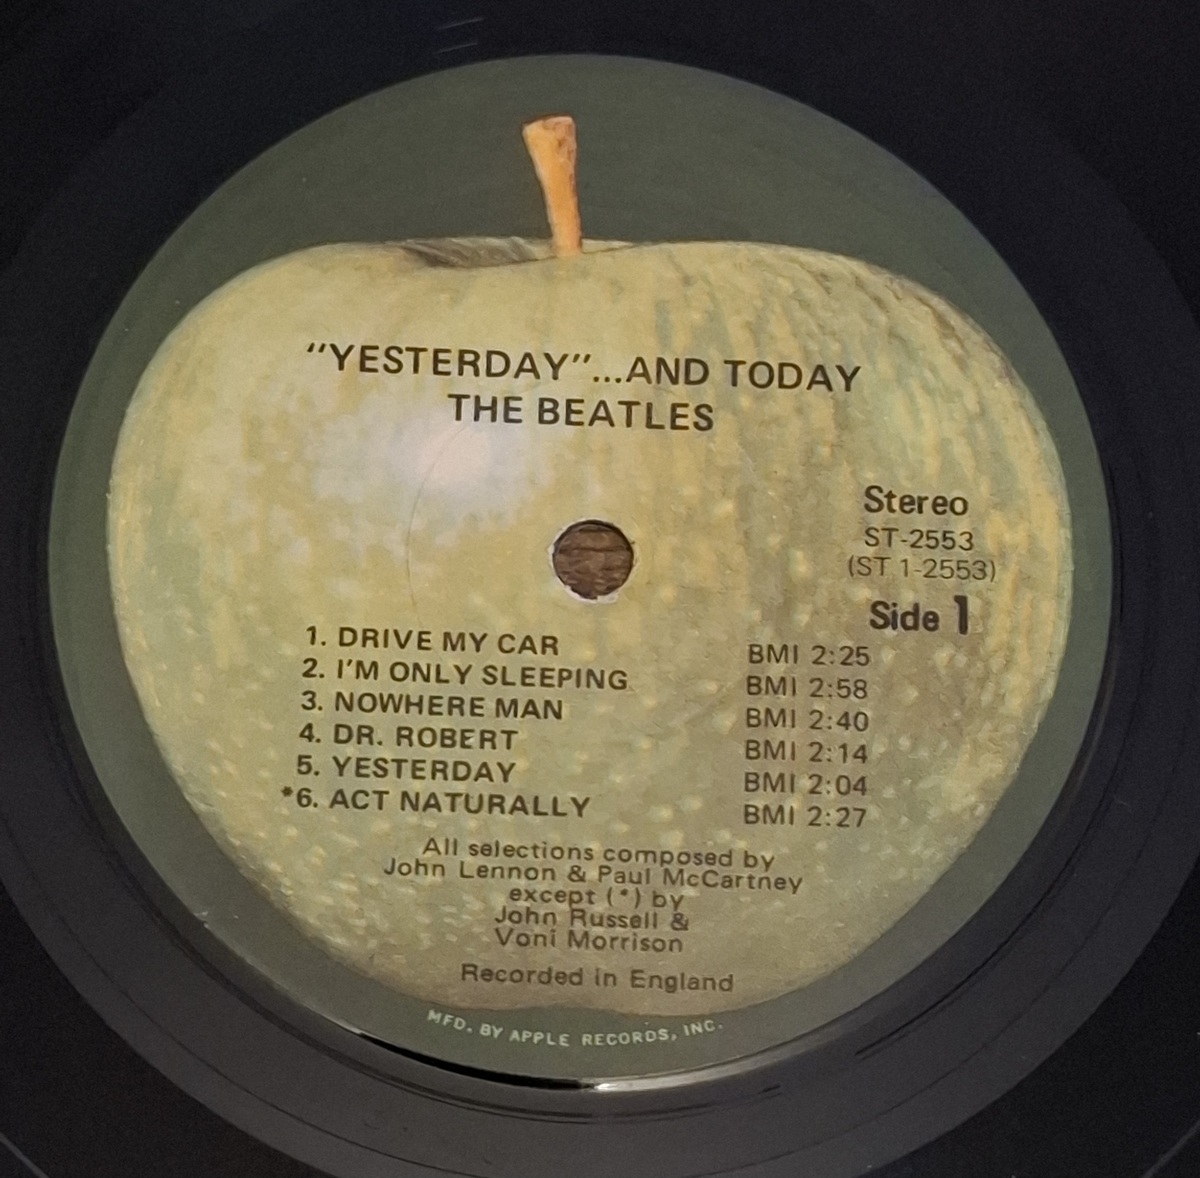 "YESTERDAY"...AND TODAY
THE BEATLES
Stereo
ST-2553
(ST 1-2553)
Side 1
1. DRIVE MY CAR BMI 2:25
2. I'M ONLY SLEEPING BMI 2:58
3. NOWHERE MAN BMI 2:40
4. DR. ROBERT BMI 2:14
5. YESTERDAY BMI 2:04
*6. ACT NATURALLY BMI 2:27
All selections composed by
John Lennon & Paul McCartney
except (*) by
John Russell &
Voni Morrison
Recorded in England
MFD. BY APPLE RECORDS, INC.